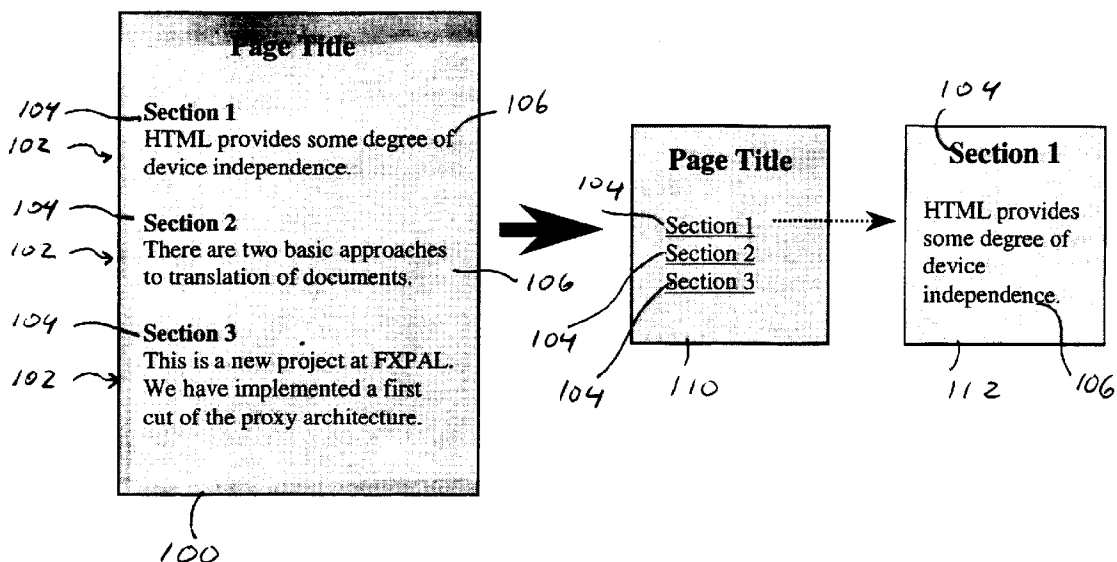 Page Title
104
Section 1
106
102
HTML provides some degree of
device independence.
104
Section 2
102
There are two basic approaches
to translation of documents.
106
104
Section 3
102
This is a new project at FXPAL.
We have implemented a first
cut of the proxy architecture.
100
Page Title
104
Section 1
Section 2
Section 3
104
104
110
104
Section 1
HTML provides
some degree of
device
independence.
112
106